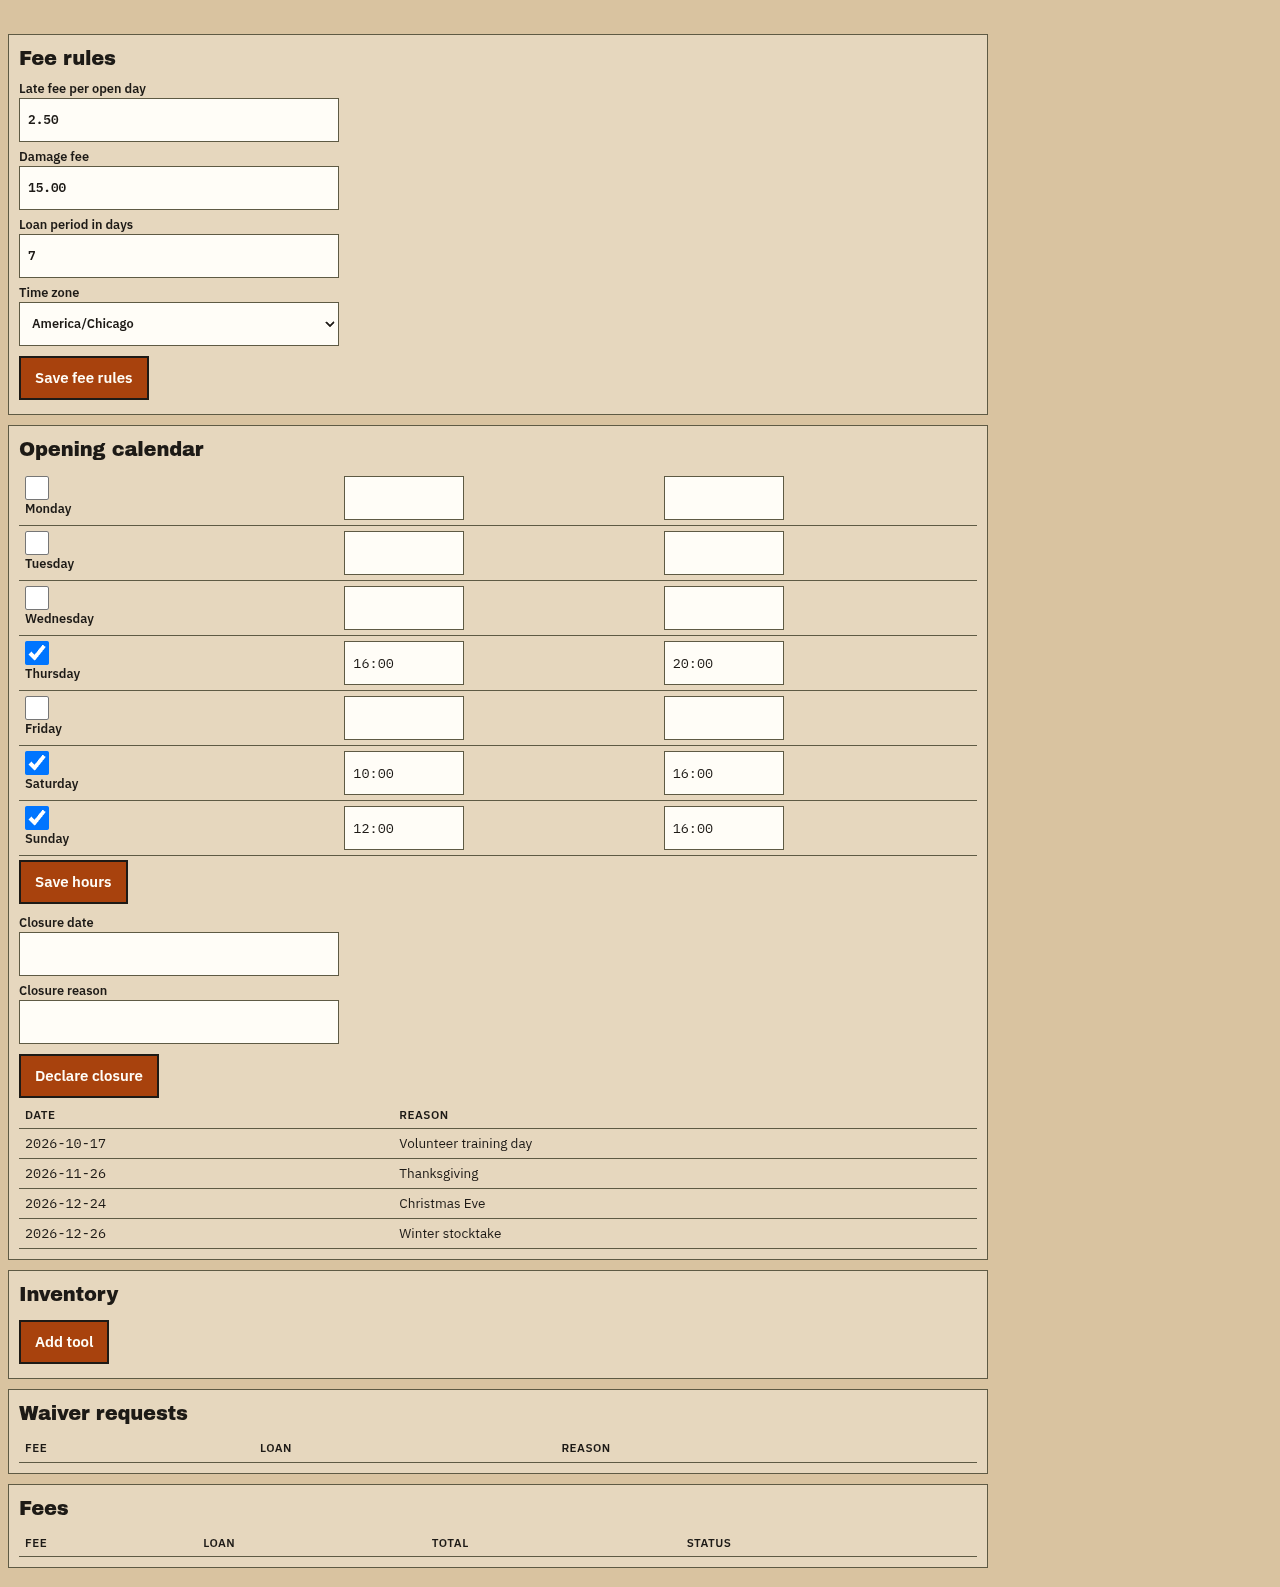 Fee rules
Late fee per open day
2.50
Damage fee
15.00
Loan period in days
7
Time zone
America/Chicago
Save fee rules
Opening calendar
Monday
Tuesday
Wednesday
Thursday 16:00 20:00
Friday
Saturday 10:00 16:00
Sunday 12:00 16:00
Save hours
Closure date
Closure reason
Declare closure
DATE REASON
2026-10-17 Volunteer training day
2026-11-26 Thanksgiving
2026-12-24 Christmas Eve
2026-12-26 Winter stocktake
Inventory
Add tool
Waiver requests
FEE LOAN REASON
Fees
FEE LOAN TOTAL STATUS